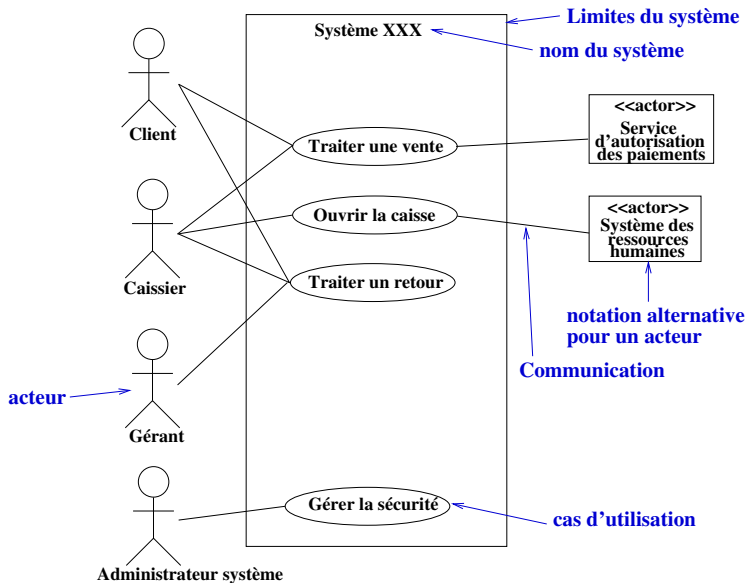 Limites du système
Système XXX
nom du système
Client
<<actor>>
Service
d'autorisation
des paiements
Traiter une vente
Caissier
Ouvrir la caisse
<<actor>>
Système des
ressources
humaines
Traiter un retour
notation alternative
pour un acteur
Communication
acteur
Gérant
Gérer la sécurité
cas d'utilisation
Administrateur système